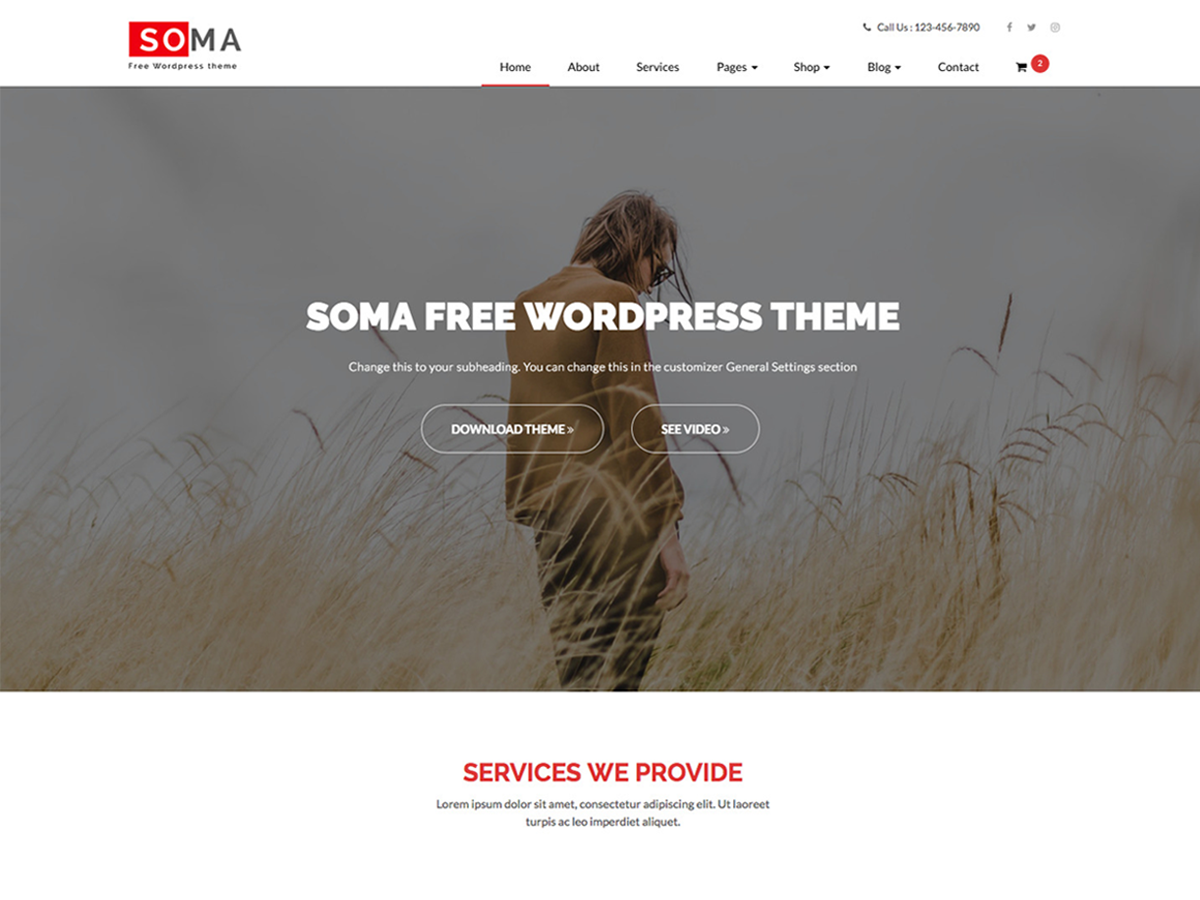 SOMA
Free Wordpress theme
Call Us : 123-456-7890
Home About Services Pages Shop Blog Contact 2
SOMA FREE WORDPRESS THEME
Change this to your subheading. You can change this in the customizer General Settings section
DOWNLOAD THEME » SEE VIDEO »
SERVICES WE PROVIDE
Lorem ipsum dolor sit amet, consectetur adipiscing elit. Ut laoreet
turpis ac leo imperdiet aliquet.